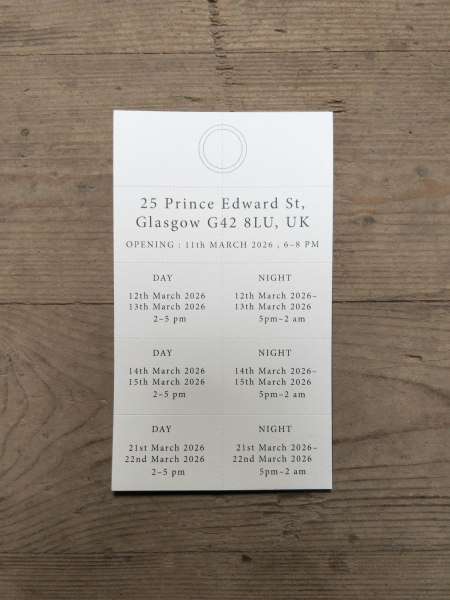 25 Prince Edward St,
Glasgow G42 8LU, UK
OPENING : 11th MARCH 2026 , 6–8 PM
DAY
12th March 2026
13th March 2026
2–5 pm
NIGHT
12th March 2026–
13th March 2026
5pm–2 am
DAY
14th March 2026
15th March 2026
2–5 pm
NIGHT
14th March 2026–
15th March 2026
5pm–2 am
DAY
21st March 2026
22nd March 2026
2–5 pm
NIGHT
21st March 2026–
22nd March 2026
5pm–2 am